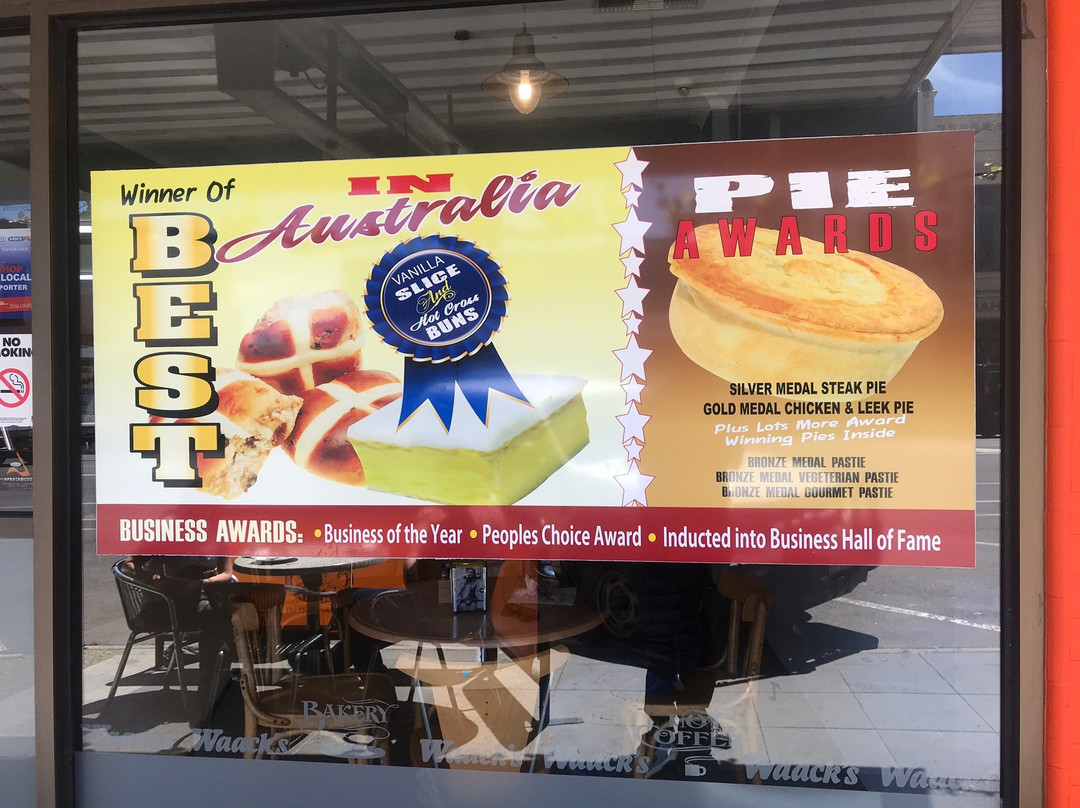 Winner Of
BEST
IN
Australia
VANILLA
SLICE
And
Hot Cross
BUNS
PIE
AWARDS
SILVER MEDAL STEAK PIE
GOLD MEDAL CHICKEN & LEEK PIE
Plus Lots More Award
Winning Pies Inside
BRONZE MEDAL PASTIE
BRONZE MEDAL VEGETERIAN PASTIE
BRONZE MEDAL GOURMET PASTIE
BUSINESS AWARDS: • Business of the Year • Peoples Choice Award • Inducted into Business Hall of Fame
LOCAL
NO
BAKERY
Waack's Waack's Waack's Waack's